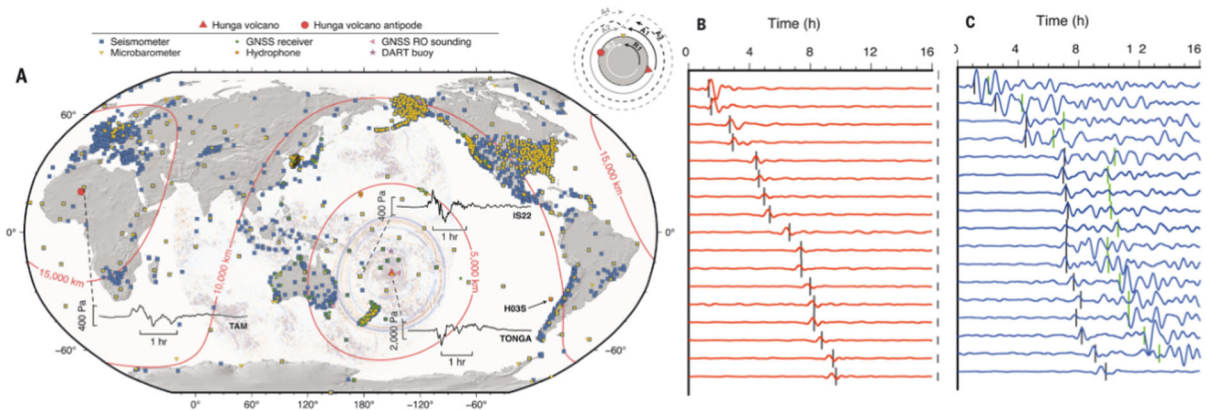 Hunga volcano Hunga volcano antipode
Seismometer GNSS receiver GNSS RO sounding
Microbarometer Hydrophone DART buoy
A
60°
0°
−60°
15,000 km
15,000 km
10,000 km
5,000 km
400 Pa
IS22
1 hr
H03S
400 Pa
TAM
1 hr
2,000 Pa
TONGA
1 hr
0° 60° 120° 180° −120° −60°
B
Time (h)
0 4 8 12 16
C
Time (h)
0 4 8 12 16